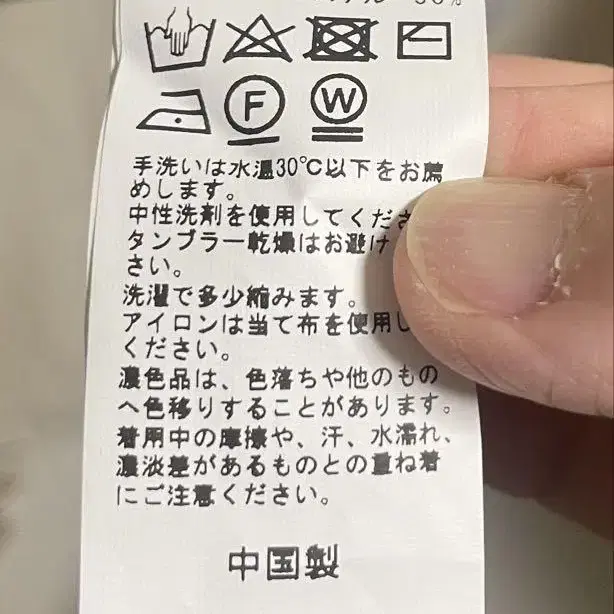 F W
手洗いは水温30℃以下をお薦
めします。
中性洗剤を使用してくださ
タンブラー乾燥はお避け
さい。
洗濯で多少縮みます。
アイロンは当て布を使用し
ください。
濃色品は、色落ちや他のもの
へ色移りすることがあります。
着用中の摩擦や、汗、水濡れ、
濃淡差があるものとの重ね着
にご注意ください。
中国製